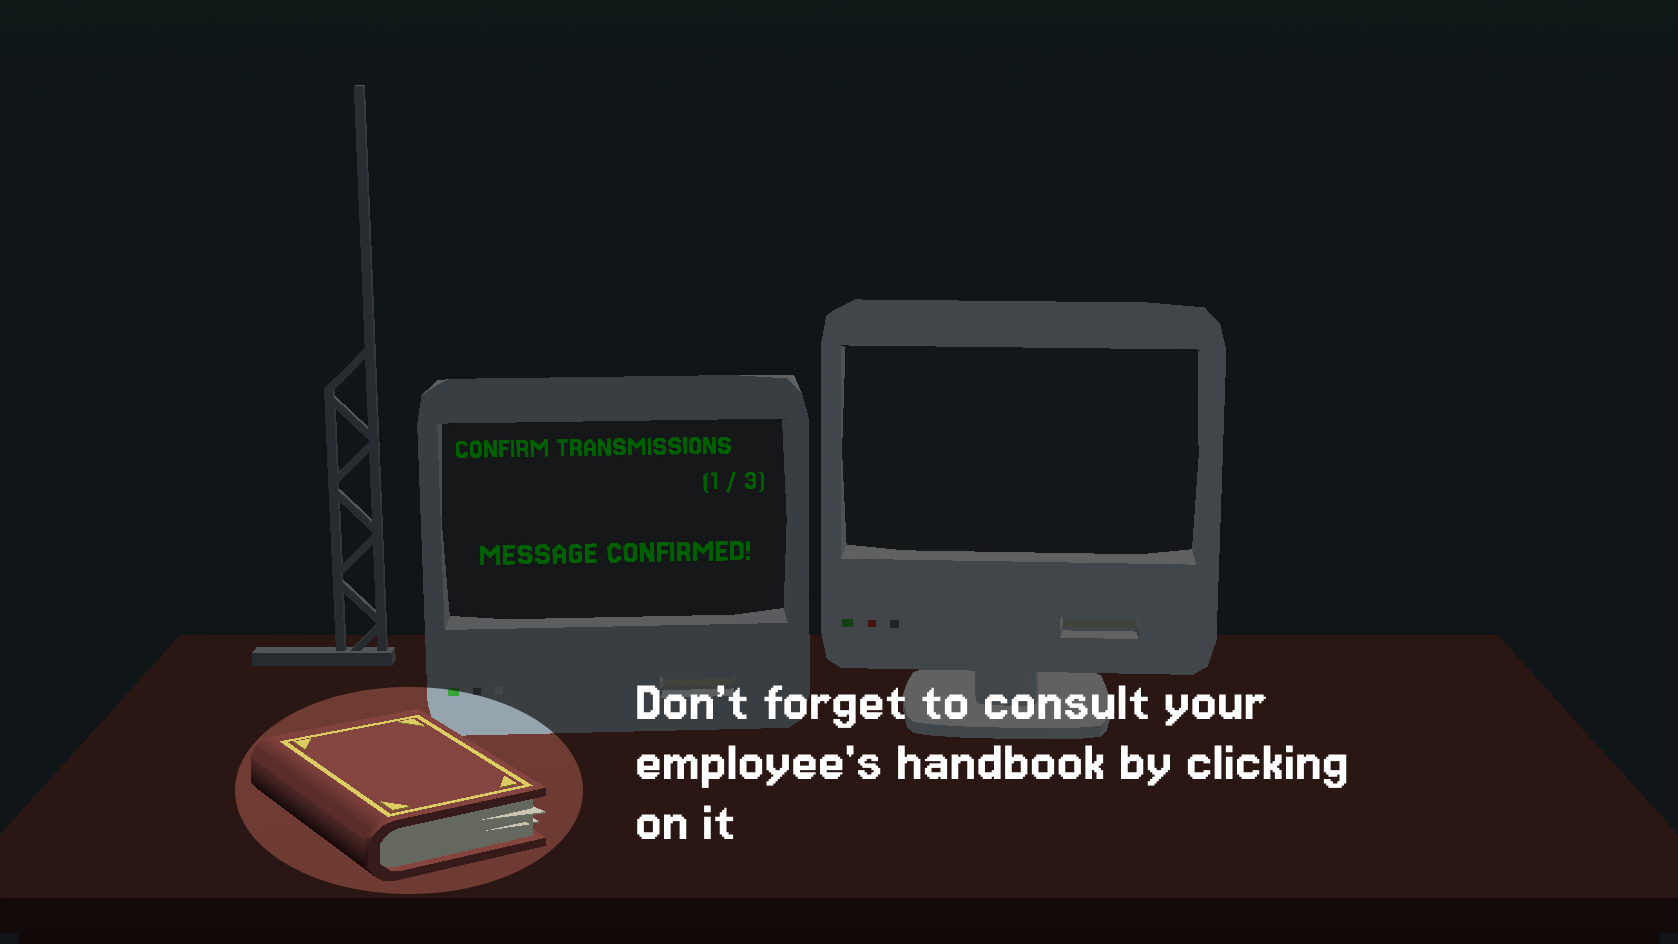 CONFIRM TRANSMISSIONS
(1 / 3)
MESSAGE CONFIRMED!
Don't forget to consult your
employee's handbook by clicking
on it